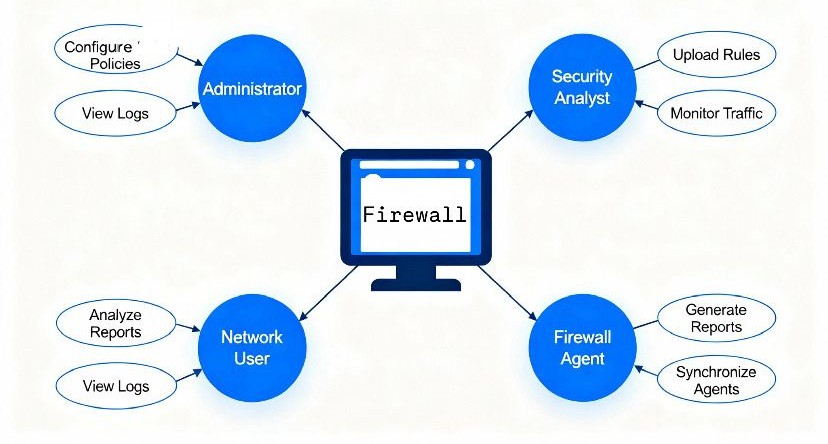 Configure
Policies
View Logs
Administrator
Security
Analyst
Upload Rules
Monitor Traffic
Firewall
Analyze
Reports
View Logs
Network
User
Firewall
Agent
Generate
Reports
Synchronize
Agents